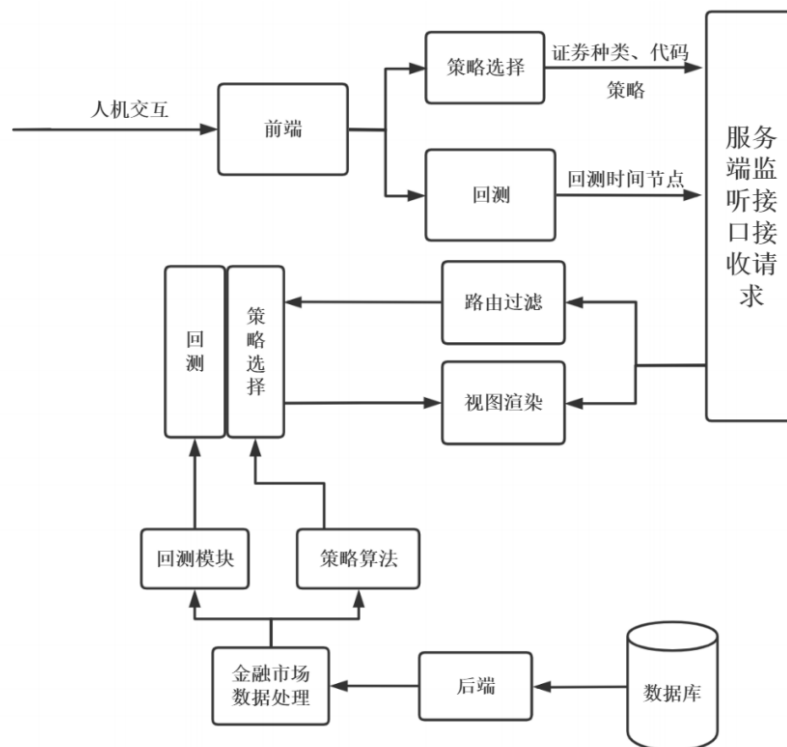 人机交互
前端
策略选择
证券种类、代码
策略
回测
回测时间节点
服务
端监
听接
口接
收请
求
回
测
策
略
选
择
路由过滤
视图渲染
回测模块
策略算法
金融市场
数据处理
后端
数据库